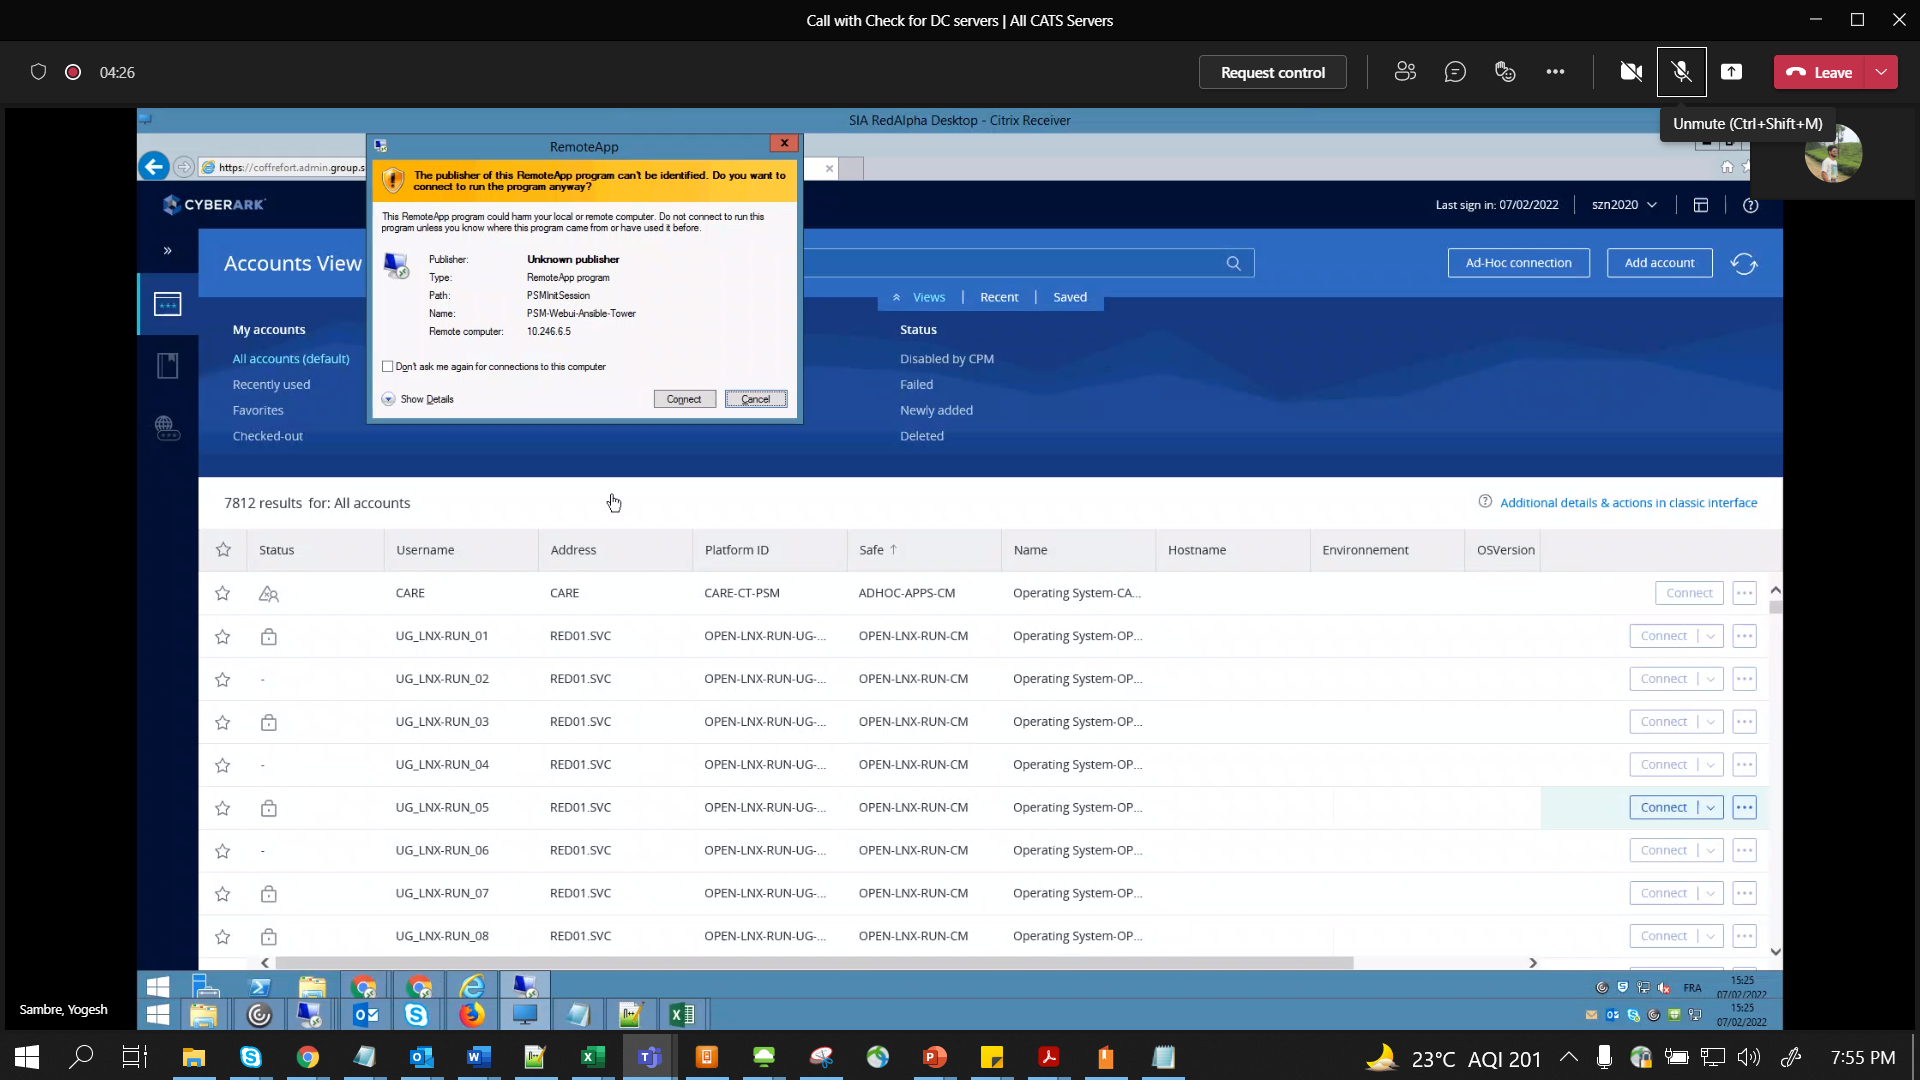 Call with Check for DC servers | All CATS Servers
04:26
Request control
Leave
Unmute (Ctrl+Shift+M)
SIA RedAlpha Desktop - Citrix Receiver
https://coffrefort.admin.group.s
RemoteApp
The publisher of this RemoteApp program can't be identified. Do you want to
connect to run the program anyway?
This RemoteApp program could harm your local or remote computer. Do not connect to run this
program unless you know where this program came from or have used it before.
Publisher: Unknown publisher
Type: RemoteApp program
Path: PSMInitSession
Name: PSM-Webui-Ansible-Tower
Remote computer: 10.246.6.5
Don't ask me again for connections to this computer
Show Details
Connect
Cancel
CYBERARK
Last sign in: 07/02/2022
szn2020
Accounts View
Ad-Hoc connection
Add account
Views | Recent | Saved
My accounts
All accounts (default)
Recently used
Favorites
Checked-out
Status
Disabled by CPM
Failed
Newly added
Deleted
7812 results for: All accounts
Additional details & actions in classic interface
Status Username Address Platform ID Safe Name Hostname Environnement OSVersion
CARE CARE CARE-CT-PSM ADHOC-APPS-CM Operating System-CA... Connect
UG_LNX-RUN_01 RED01.SVC OPEN-LNX-RUN-UG-... OPEN-LNX-RUN-CM Operating System-OP... Connect
- UG_LNX-RUN_02 RED01.SVC OPEN-LNX-RUN-UG-... OPEN-LNX-RUN-CM Operating System-OP... Connect
UG_LNX-RUN_03 RED01.SVC OPEN-LNX-RUN-UG-... OPEN-LNX-RUN-CM Operating System-OP... Connect
- UG_LNX-RUN_04 RED01.SVC OPEN-LNX-RUN-UG-... OPEN-LNX-RUN-CM Operating System-OP... Connect
UG_LNX-RUN_05 RED01.SVC OPEN-LNX-RUN-UG-... OPEN-LNX-RUN-CM Operating System-OP... Connect
- UG_LNX-RUN_06 RED01.SVC OPEN-LNX-RUN-UG-... OPEN-LNX-RUN-CM Operating System-OP... Connect
UG_LNX-RUN_07 RED01.SVC OPEN-LNX-RUN-UG-... OPEN-LNX-RUN-CM Operating System-OP... Connect
UG_LNX-RUN_08 RED01.SVC OPEN-LNX-RUN-UG-... OPEN-LNX-RUN-CM Operating System-OP... Connect
FRA
15:25
07/02/2022
15:25
07/02/2022
Sambre, Yogesh
23°C AQI 201
7:55 PM